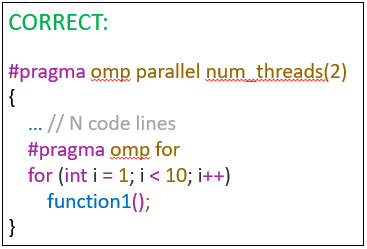 CORRECT:
#pragma omp parallel num_threads(2)
{
... // N code lines
#pragma omp for
for (int i = 1; i < 10; i++)
function1();
}